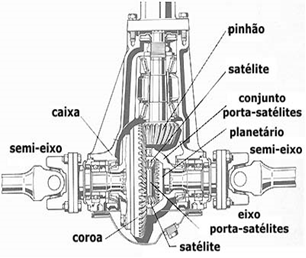 pinhão
satélite
conjunto
porta-satélites
caixa
planetário
semi-eixo
semi-eixo
eixo
porta-satélites
coroa
satélite